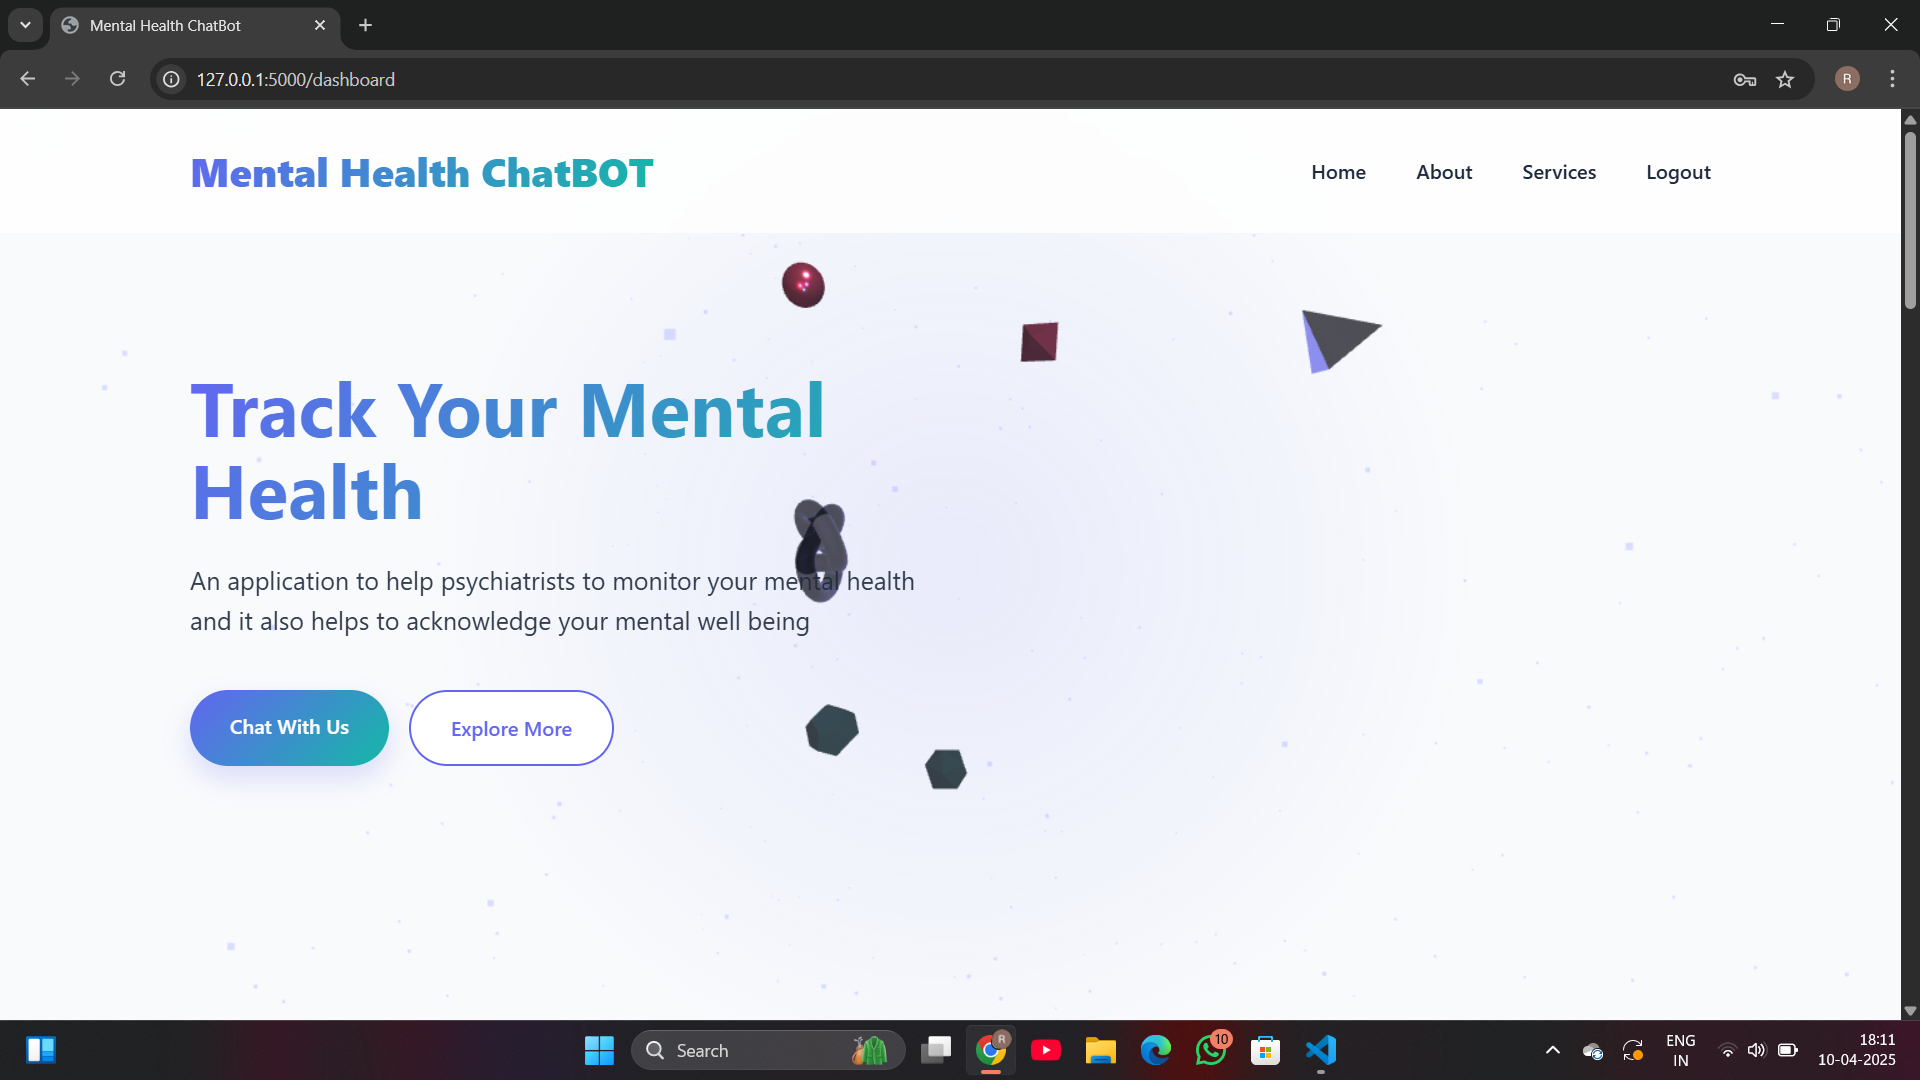 Mental Health ChatBot
127.0.0.1:5000/dashboard
R
Mental Health ChatBOT
Home About Services Logout
Track Your Mental
Health
An application to help psychiatrists to monitor your mental health
and it also helps to acknowledge your mental well being
Chat With Us Explore More
Search
R
10
ENG
IN
18:11
10-04-2025